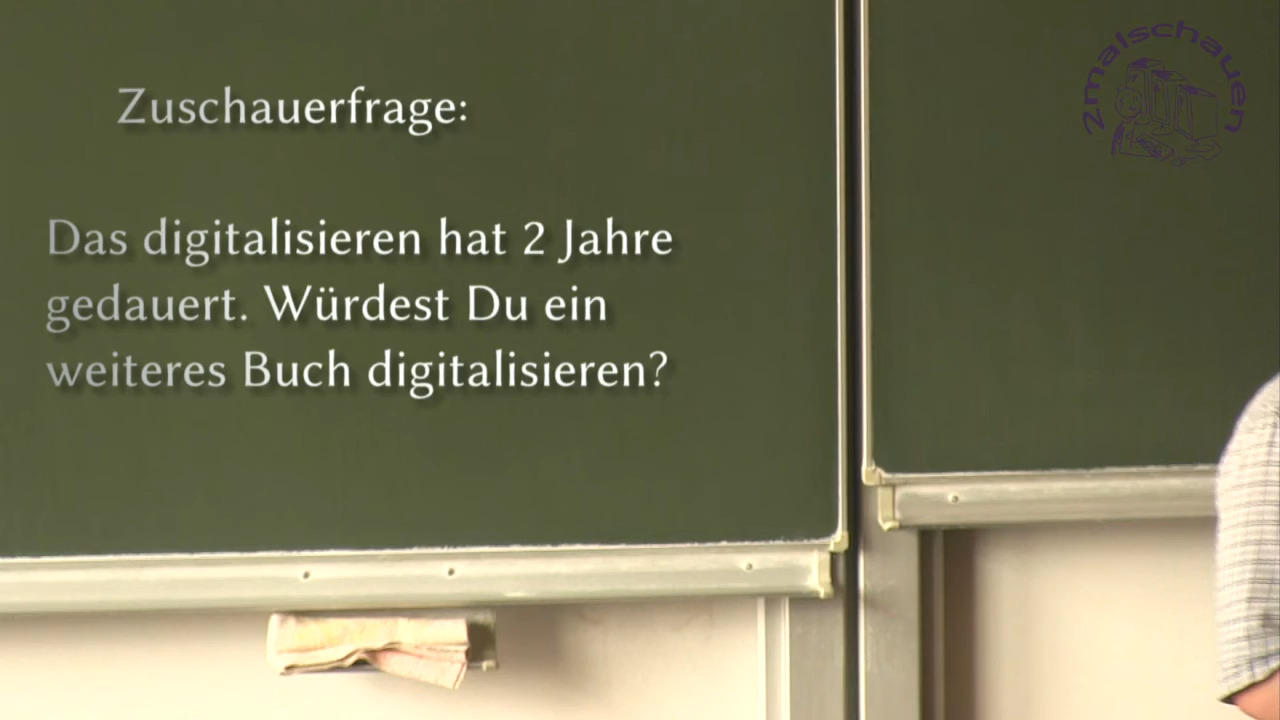 2malschauen
Zuschauerfrage:
Das digitalisieren hat 2 Jahre
gedauert. Würdest Du ein
weiteres Buch digitalisieren?